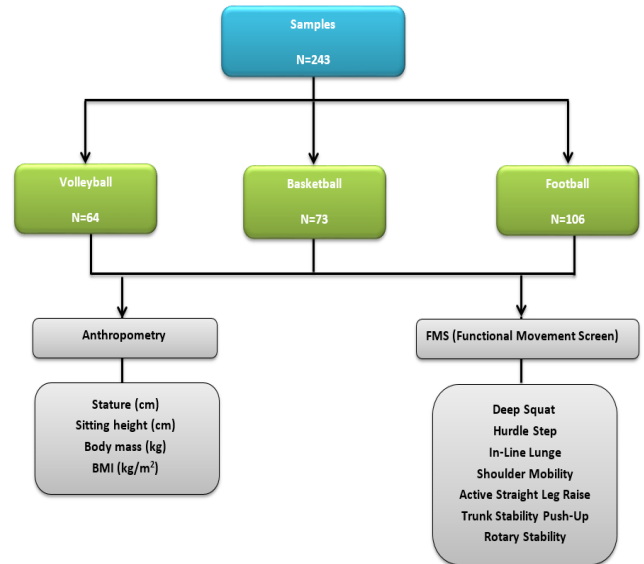 Samples
N=243
Volleyball
N=64
Basketball
N=73
Football
N=106
Anthropometry
Stature (cm)
Sitting height (cm)
Body mass (kg)
BMI (kg/m²)
FMS (Functional Movement Screen)
Deep Squat
Hurdle Step
In-Line Lunge
Shoulder Mobility
Active Straight Leg Raise
Trunk Stability Push-Up
Rotary Stability